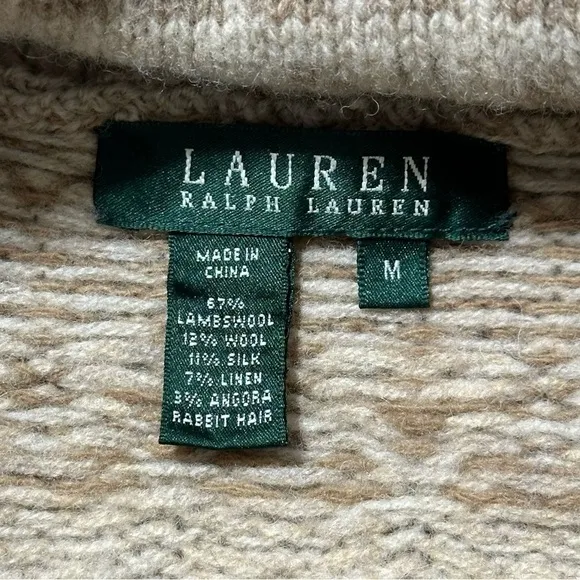 LAUREN
RALPH LAUREN
MADE IN
CHINA
M
67%
LAMBSWOOL
12% WOOL
11% SILK
7% LINEN
3% ANGORA
RABBIT HAIR